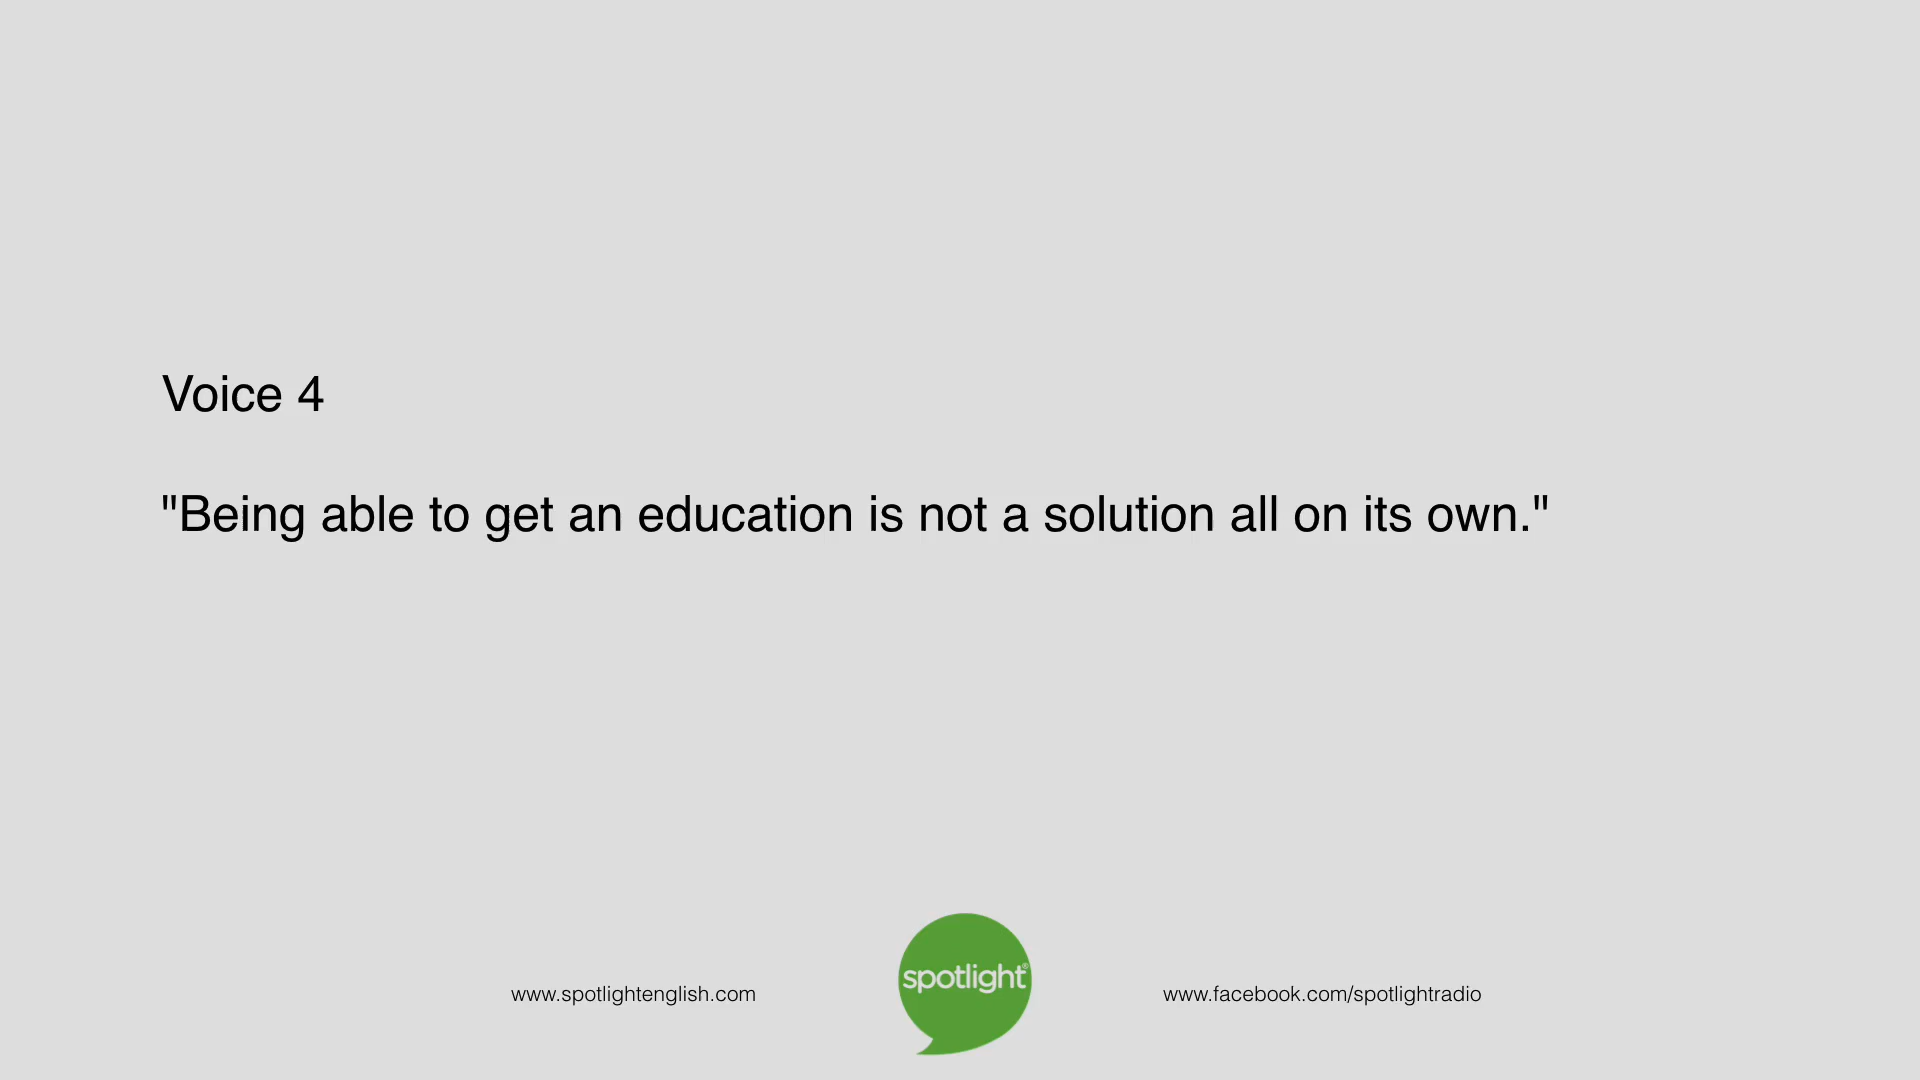 Voice 4
"Being able to get an education is not a solution all on its own."
www.spotlightenglish.com
spotlight®
www.facebook.com/spotlightradio